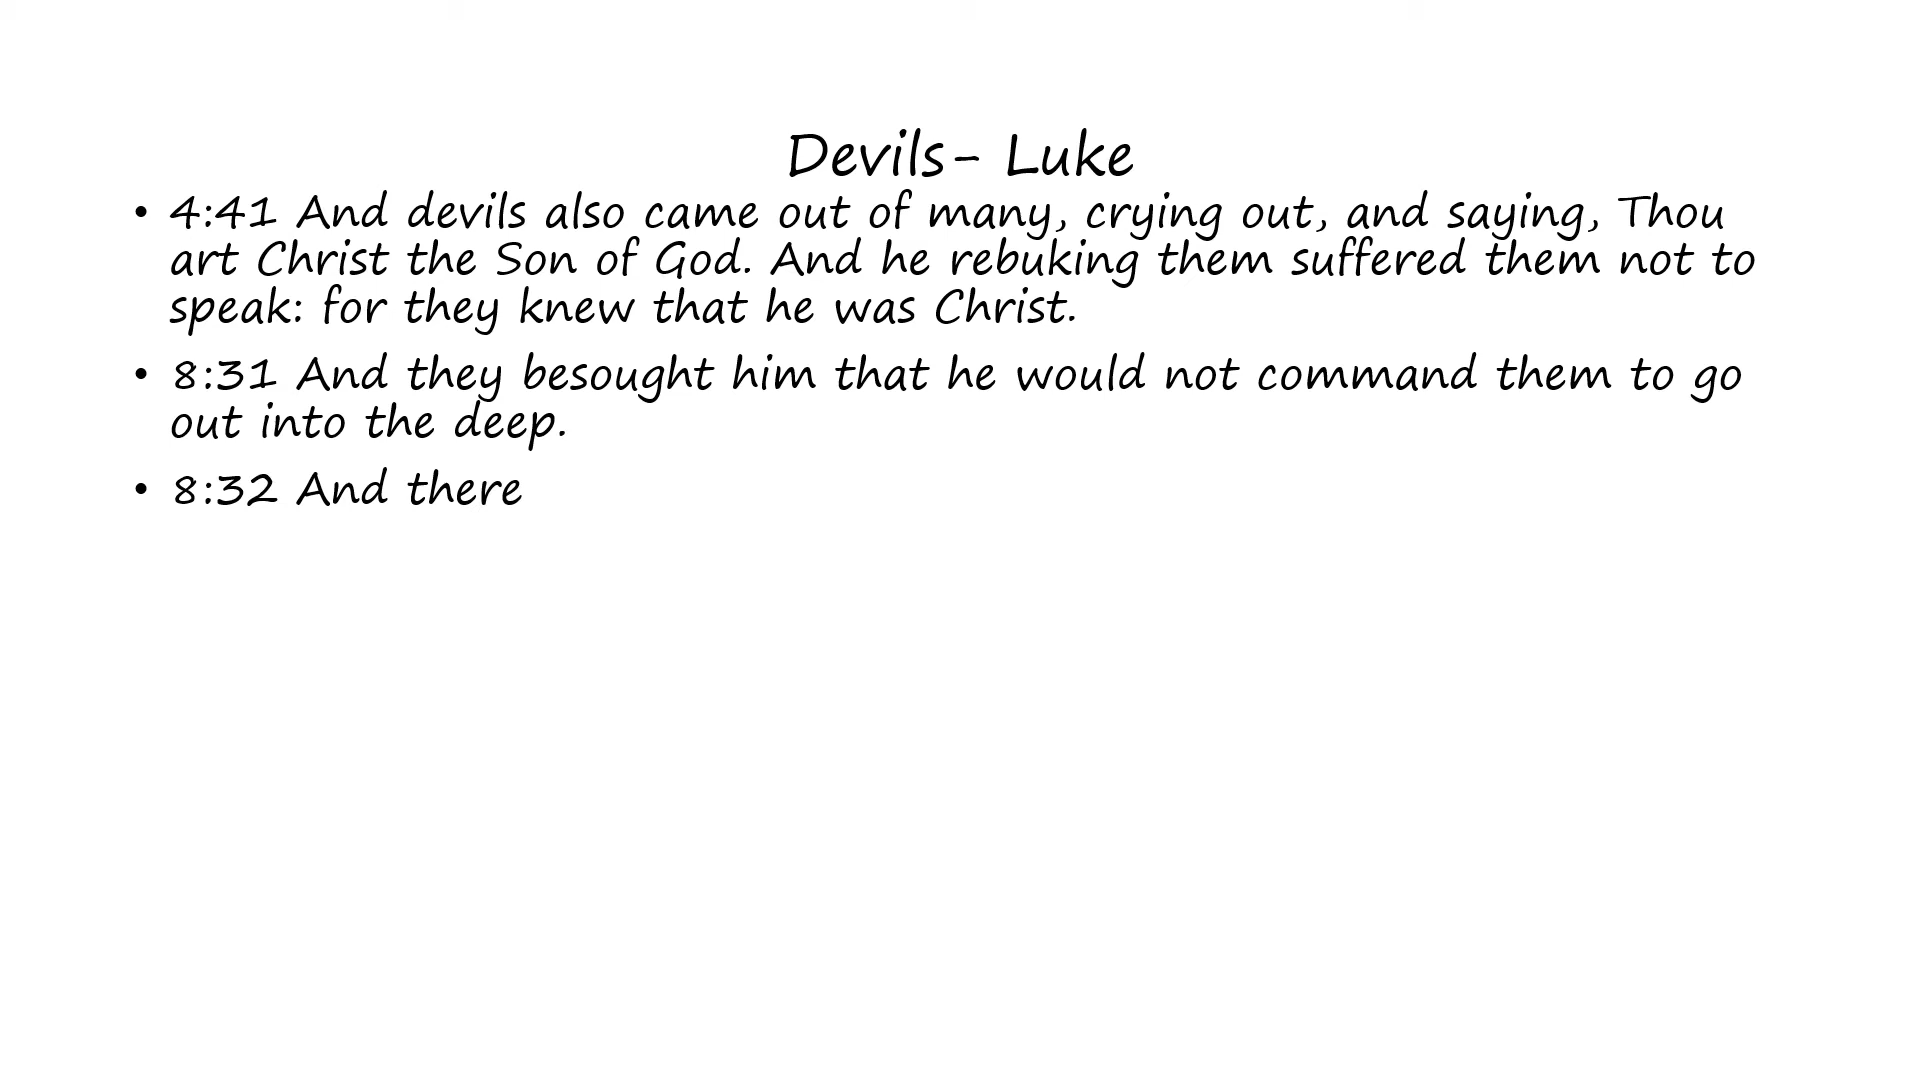 Devils- Luke
• 4:41 And devils also came out of many, crying out, and saying, Thou
art Christ the Son of God. And he rebuking them suffered them not to
speak: for they knew that he was Christ.
• 8:31 And they besought him that he would not command them to go
out into the deep.
• 8:32 And there